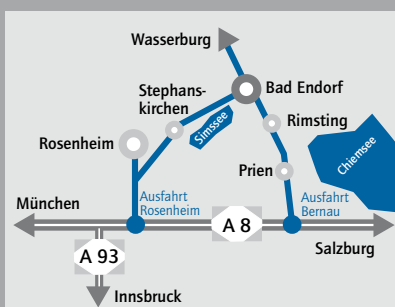 Wasserburg
Stephans-
kirchen
Bad Endorf
Simssee
Rimsting
Rosenheim
Chiemsee
Prien
München
Ausfahrt
Rosenheim
Ausfahrt
Bernau
A 8
Salzburg
A 93
Innsbruck